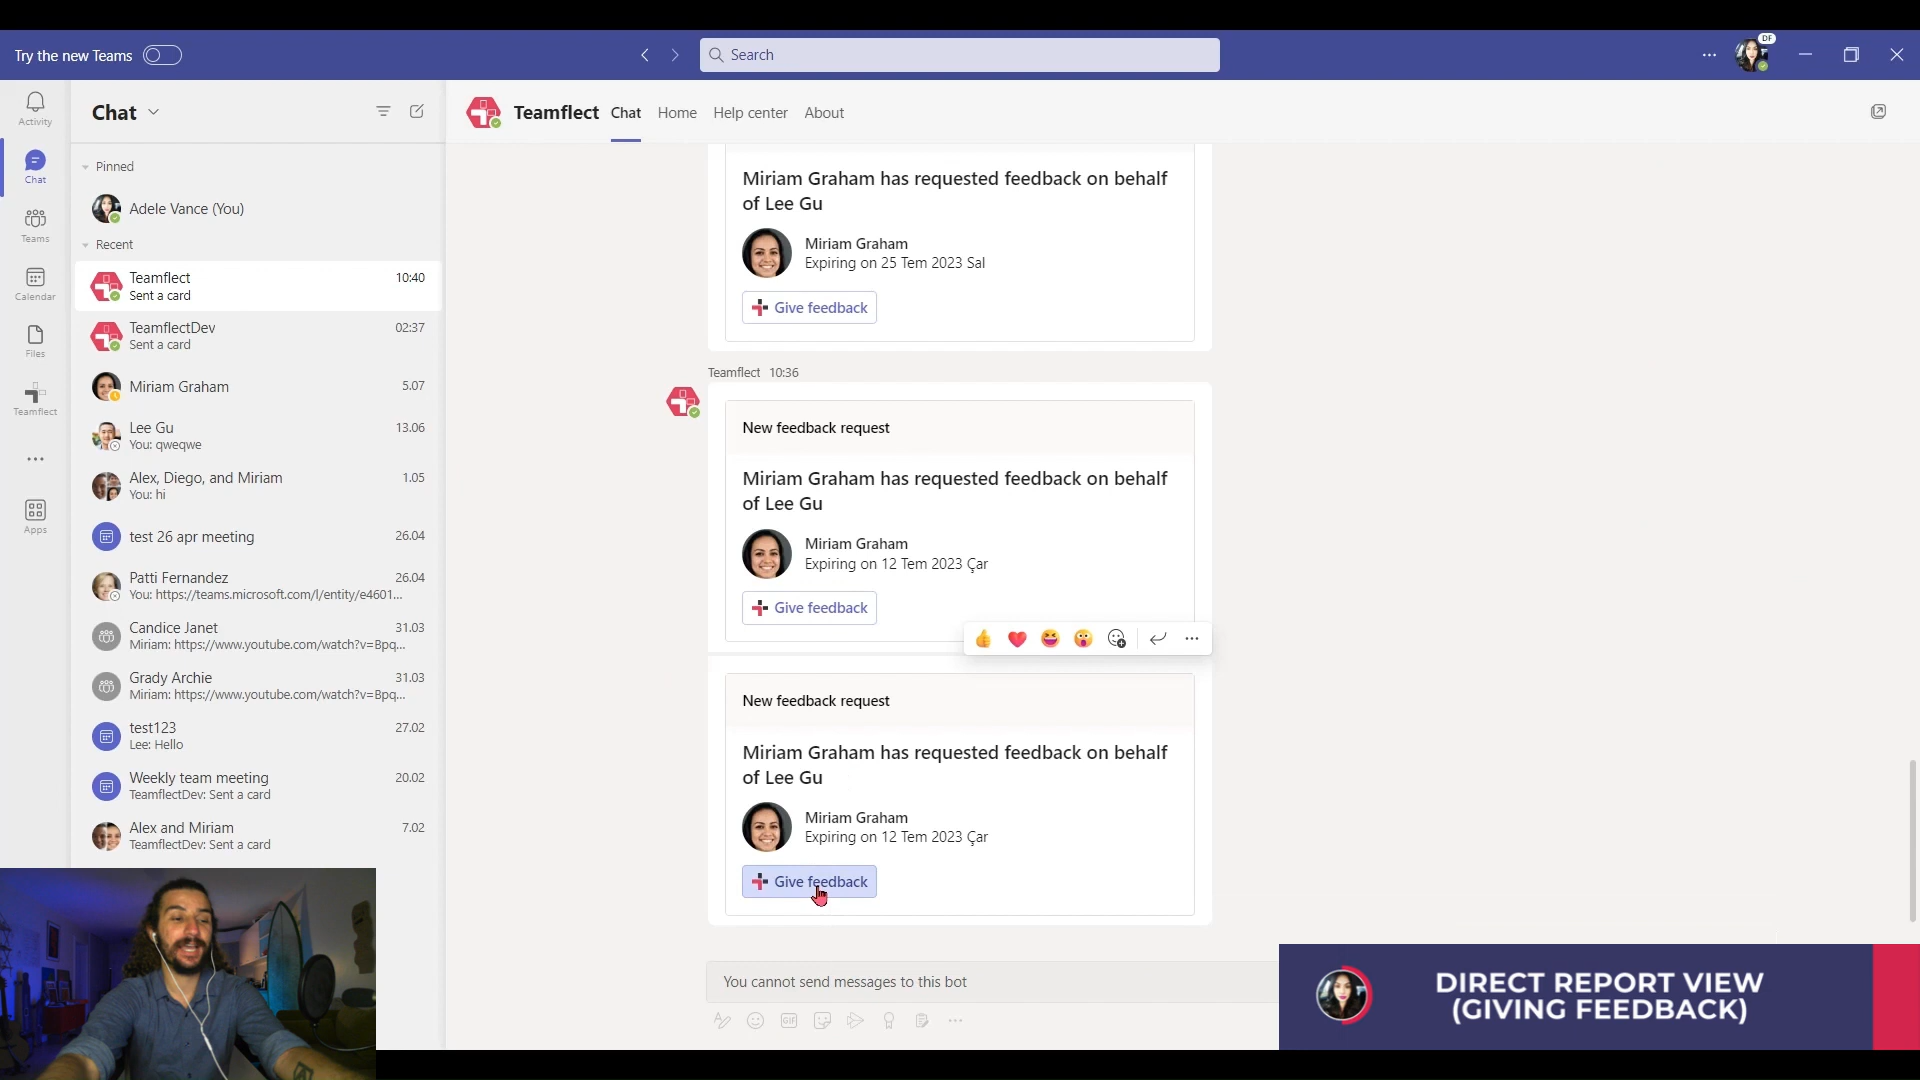 Try the new Teams
Search
DF
Activity
Chat
Teams
Calendar
Files
Teamflect
Apps
Chat
Pinned
Adele Vance (You)
Recent
Teamflect 10:40
Sent a card
TeamflectDev 02:37
Sent a card
Miriam Graham 5.07
Lee Gu 13.06
You: qweqwe
Alex, Diego, and Miriam 1.05
You: hi
test 26 apr meeting 26.04
Patti Fernandez 26.04
You: https://teams.microsoft.com/l/entity/e4601...
Candice Janet 31.03
Miriam: https://www.youtube.com/watch?v=Bpq...
Grady Archie 31.03
Miriam: https://www.youtube.com/watch?v=Bpq...
test123 27.02
Lee: Hello
Weekly team meeting 20.02
TeamflectDev: Sent a card
Alex and Miriam 7.02
TeamflectDev: Sent a card
Teamflect Chat Home Help center About
Miriam Graham has requested feedback on behalf
of Lee Gu
Miriam Graham
Expiring on 25 Tem 2023 Sal
Give feedback
Teamflect 10:36
New feedback request
Miriam Graham has requested feedback on behalf
of Lee Gu
Miriam Graham
Expiring on 12 Tem 2023 Çar
Give feedback
New feedback request
Miriam Graham has requested feedback on behalf
of Lee Gu
Miriam Graham
Expiring on 12 Tem 2023 Çar
Give feedback
You cannot send messages to this bot
GIF
DIRECT REPORT VIEW
(GIVING FEEDBACK)